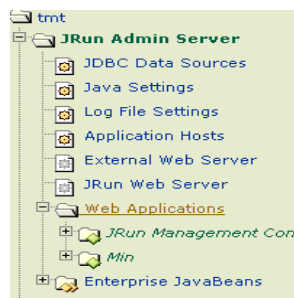 tmt
JRun Admin Server
JDBC Data Sources
Java Settings
Log File Settings
Application Hosts
External Web Server
JRun Web Server
Web Applications
JRun Management Con
Min
Enterprise JavaBeans